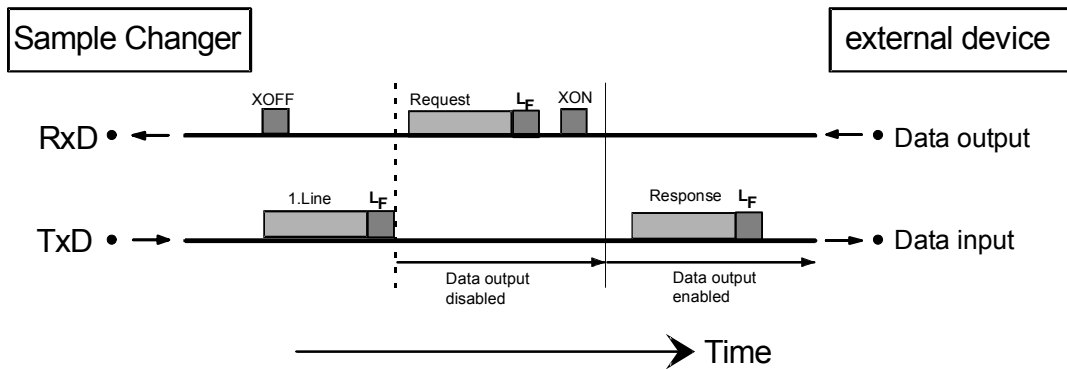 Sample Changer
external device
XOFF
Request
LF
XON
RxD
Data output
1.Line
LF
Response
LF
TxD
Data input
Data output
disabled
Data output
enabled
Time